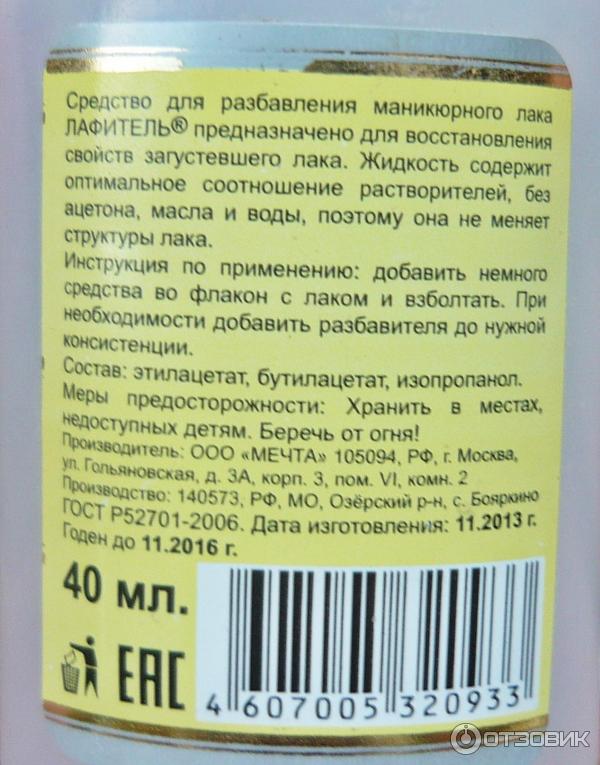 Средство для разбавления маникюрного лака
ЛАФИТЕЛЬ® предназначено для восстановления
свойств загустевшего лака. Жидкость содержит
оптимальное соотношение растворителей, без
ацетона, масла и воды, поэтому она не меняет
структуры лака.
Инструкция по применению: добавить немного
средства во флакон с лаком и взболтать. При
необходимости добавить разбавителя до нужной
консистенции.
Состав: этилацетат, бутилацетат, изопропанол.
Меры предосторожности: Хранить в местах,
недоступных детям. Беречь от огня!
Производитель: ООО «МЕЧТА» 105094, РФ, г. Москва,
ул. Гольяновская, д. 3А, корп. 3, пом. VI, комн. 2
Производство: 140573, РФ, МО, Озёрский р-н, с. Бояркино
ГОСТ Р52701-2006. Дата изготовления: 11.2013 г.
Годен до 11.2016 г.
40 мл.
EAC
4 607005 320933
ОТЗОВИК